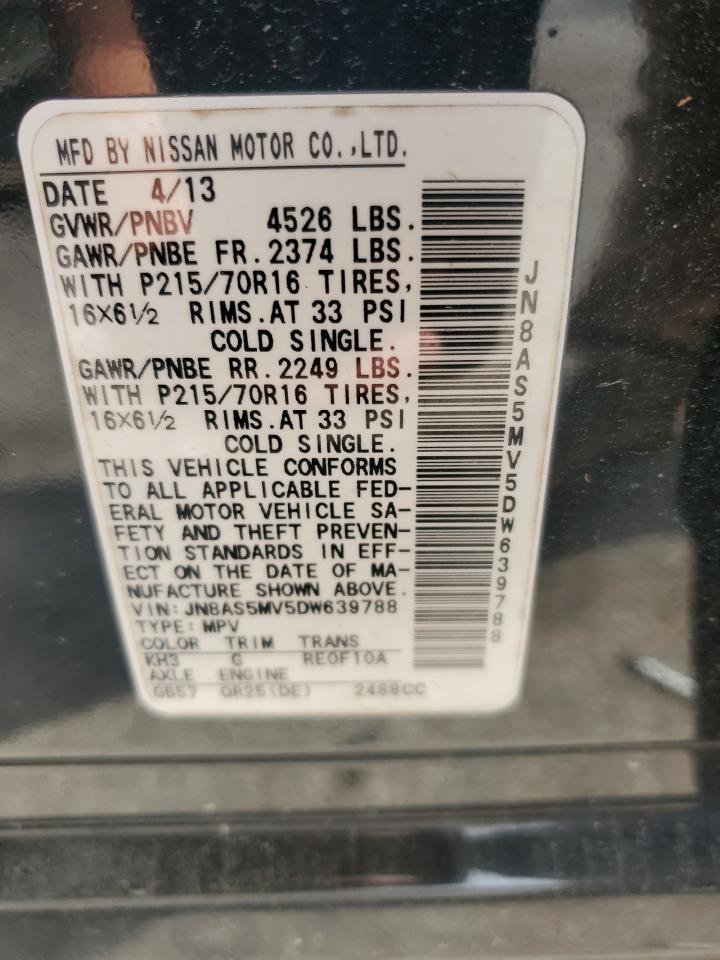 MFD BY NISSAN MOTOR CO.,LTD.
DATE 4/13
GVWR/PNBV 4526 LBS.
GAWR/PNBE FR. 2374 LBS.
WITH P215/70R16 TIRES,
16X6½ RIMS. AT 33 PSI
COLD SINGLE.
GAWR/PNBE RR. 2249 LBS.
WITH P215/70R16 TIRES,
16X6½ RIMS. AT 33 PSI
COLD SINGLE.
THIS VEHICLE CONFORMS
TO ALL APPLICABLE FED-
ERAL MOTOR VEHICLE SA-
FETY AND THEFT PREVEN-
TION STANDARDS IN EFF-
ECT ON THE DATE OF MA-
NUFACTURE SHOWN ABOVE.
VIN: JN8AS5MV5DW639788
TYPE: MPV
COLOR TRIM TRANS
KH3 G RE0F10A
AXLE ENGINE
GB57 QR25(DE) 2488CC
JN8AS5MV5DW639788